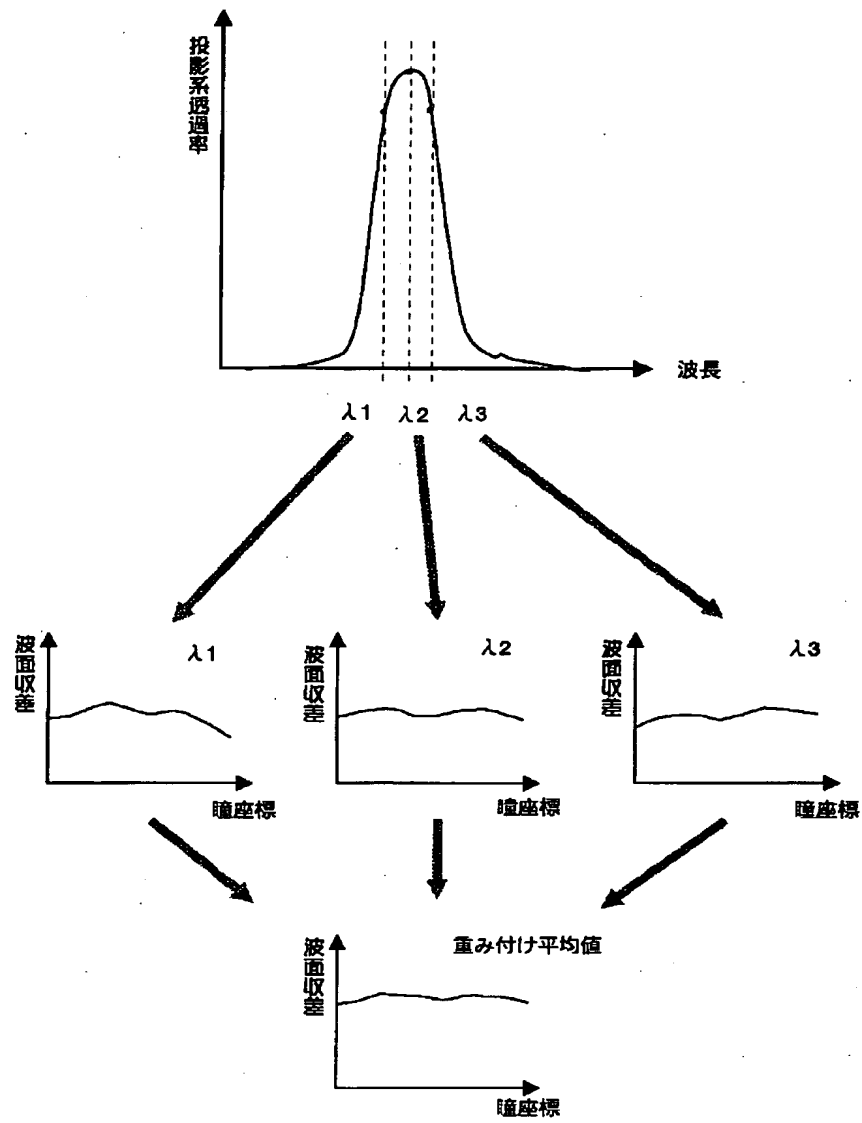 投影系透過率
波長
λ1 λ2 λ3
波面収差
λ1
瞳座標
波面収差
λ2
瞳座標
波面収差
λ3
瞳座標
波面収差
重み付け平均値
瞳座標